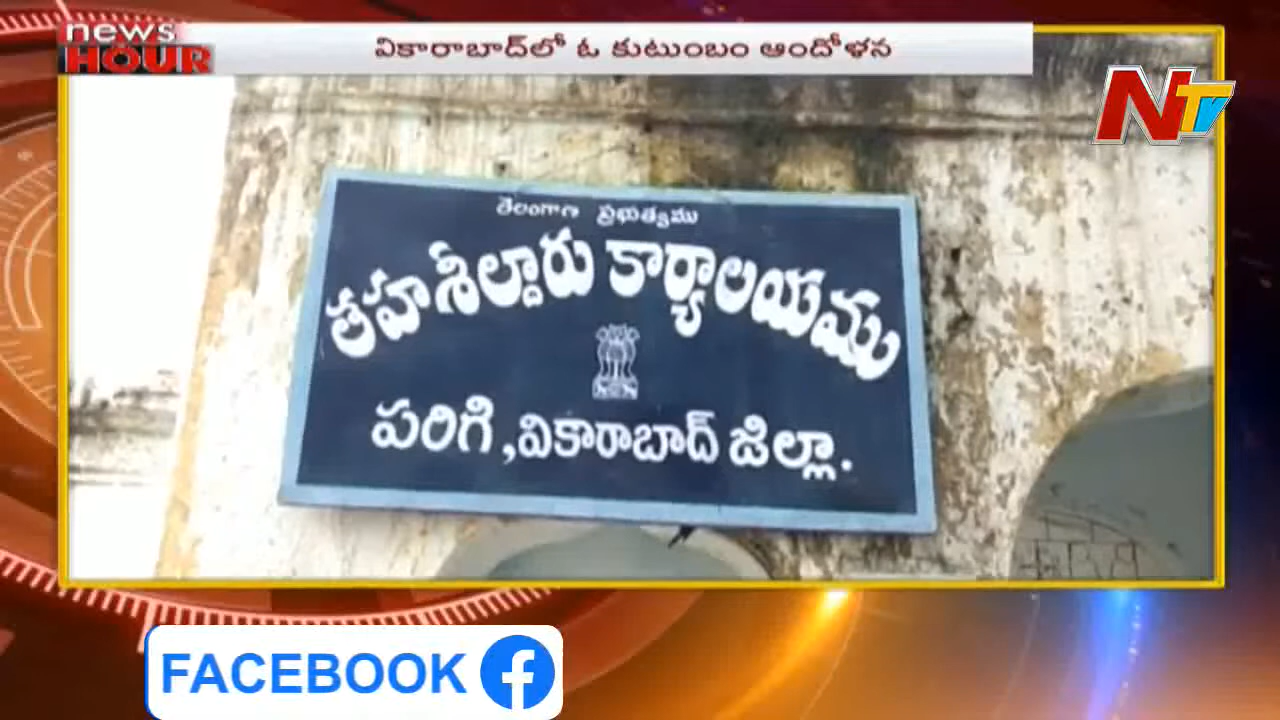 news
HOUR
వికారాబాద్‌లో ఓ కుటుంబం ఆందోళన
NTV
తెలంగాణ ప్రభుత్వము
తహశీల్దారు కార్యాలయము
పరిగి, వికారాబాద్ జిల్లా.
FACEBOOK